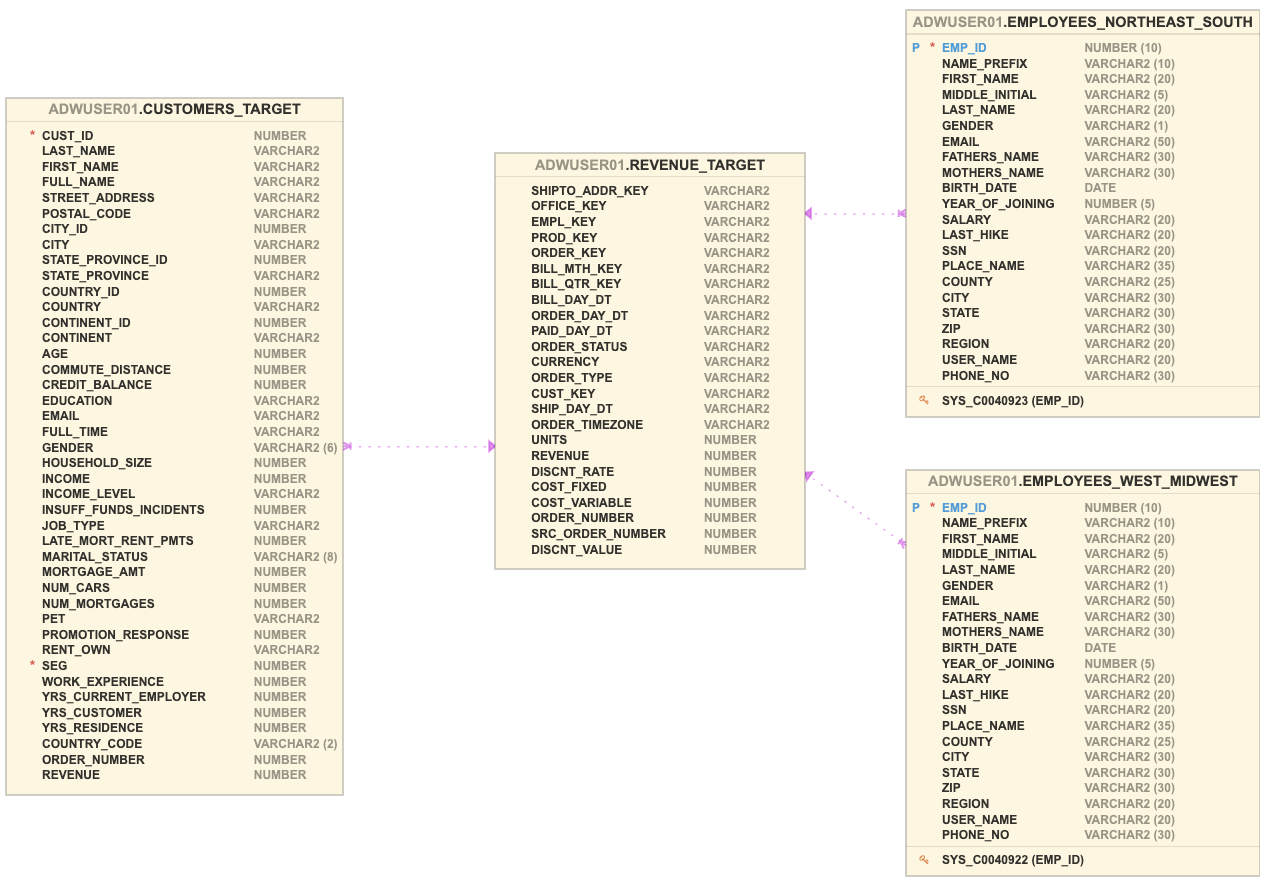 ADWUSER01.CUSTOMERS_TARGET
* CUST_ID NUMBER
LAST_NAME VARCHAR2
FIRST_NAME VARCHAR2
FULL_NAME VARCHAR2
STREET_ADDRESS VARCHAR2
POSTAL_CODE VARCHAR2
CITY_ID NUMBER
CITY VARCHAR2
STATE_PROVINCE_ID NUMBER
STATE_PROVINCE VARCHAR2
COUNTRY_ID NUMBER
COUNTRY VARCHAR2
CONTINENT_ID NUMBER
CONTINENT VARCHAR2
AGE NUMBER
COMMUTE_DISTANCE NUMBER
CREDIT_BALANCE NUMBER
EDUCATION VARCHAR2
EMAIL VARCHAR2
FULL_TIME VARCHAR2
GENDER VARCHAR2 (6)
HOUSEHOLD_SIZE NUMBER
INCOME NUMBER
INCOME_LEVEL VARCHAR2
INSUFF_FUNDS_INCIDENTS NUMBER
JOB_TYPE VARCHAR2
LATE_MORT_RENT_PMTS NUMBER
MARITAL_STATUS VARCHAR2 (8)
MORTGAGE_AMT NUMBER
NUM_CARS NUMBER
NUM_MORTGAGES NUMBER
PET VARCHAR2
PROMOTION_RESPONSE NUMBER
RENT_OWN VARCHAR2
* SEG NUMBER
WORK_EXPERIENCE NUMBER
YRS_CURRENT_EMPLOYER NUMBER
YRS_CUSTOMER NUMBER
YRS_RESIDENCE NUMBER
COUNTRY_CODE VARCHAR2 (2)
ORDER_NUMBER NUMBER
REVENUE NUMBER
ADWUSER01.REVENUE_TARGET
SHIPTO_ADDR_KEY VARCHAR2
OFFICE_KEY VARCHAR2
EMPL_KEY VARCHAR2
PROD_KEY VARCHAR2
ORDER_KEY VARCHAR2
BILL_MTH_KEY VARCHAR2
BILL_QTR_KEY VARCHAR2
BILL_DAY_DT VARCHAR2
ORDER_DAY_DT VARCHAR2
PAID_DAY_DT VARCHAR2
ORDER_STATUS VARCHAR2
CURRENCY VARCHAR2
ORDER_TYPE VARCHAR2
CUST_KEY VARCHAR2
SHIP_DAY_DT VARCHAR2
ORDER_TIMEZONE VARCHAR2
UNITS NUMBER
REVENUE NUMBER
DISCNT_RATE NUMBER
COST_FIXED NUMBER
COST_VARIABLE NUMBER
ORDER_NUMBER NUMBER
SRC_ORDER_NUMBER NUMBER
DISCNT_VALUE NUMBER
ADWUSER01.EMPLOYEES_NORTHEAST_SOUTH
P * EMP_ID NUMBER (10)
NAME_PREFIX VARCHAR2 (10)
FIRST_NAME VARCHAR2 (20)
MIDDLE_INITIAL VARCHAR2 (5)
LAST_NAME VARCHAR2 (20)
GENDER VARCHAR2 (1)
EMAIL VARCHAR2 (50)
FATHERS_NAME VARCHAR2 (30)
MOTHERS_NAME VARCHAR2 (30)
BIRTH_DATE DATE
YEAR_OF_JOINING NUMBER (5)
SALARY VARCHAR2 (20)
LAST_HIKE VARCHAR2 (20)
SSN VARCHAR2 (20)
PLACE_NAME VARCHAR2 (35)
COUNTY VARCHAR2 (25)
CITY VARCHAR2 (30)
STATE VARCHAR2 (30)
ZIP VARCHAR2 (30)
REGION VARCHAR2 (20)
USER_NAME VARCHAR2 (20)
PHONE_NO VARCHAR2 (30)
SYS_C0040923 (EMP_ID)
ADWUSER01.EMPLOYEES_WEST_MIDWEST
P * EMP_ID NUMBER (10)
NAME_PREFIX VARCHAR2 (10)
FIRST_NAME VARCHAR2 (20)
MIDDLE_INITIAL VARCHAR2 (5)
LAST_NAME VARCHAR2 (20)
GENDER VARCHAR2 (1)
EMAIL VARCHAR2 (50)
FATHERS_NAME VARCHAR2 (30)
MOTHERS_NAME VARCHAR2 (30)
BIRTH_DATE DATE
YEAR_OF_JOINING NUMBER (5)
SALARY VARCHAR2 (20)
LAST_HIKE VARCHAR2 (20)
SSN VARCHAR2 (20)
PLACE_NAME VARCHAR2 (35)
COUNTY VARCHAR2 (25)
CITY VARCHAR2 (30)
STATE VARCHAR2 (30)
ZIP VARCHAR2 (30)
REGION VARCHAR2 (20)
USER_NAME VARCHAR2 (20)
PHONE_NO VARCHAR2 (30)
SYS_C0040922 (EMP_ID)